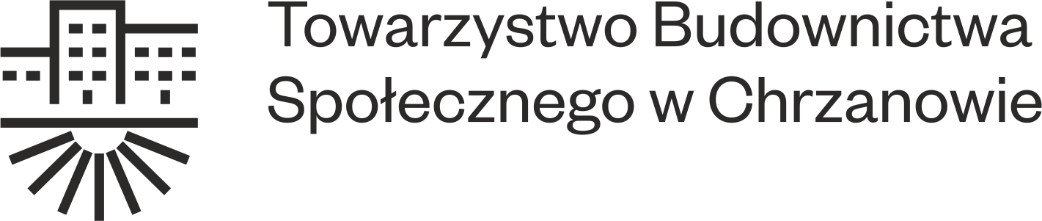 Towarzystwo Budownictwa
Społecznego w Chrzanowie